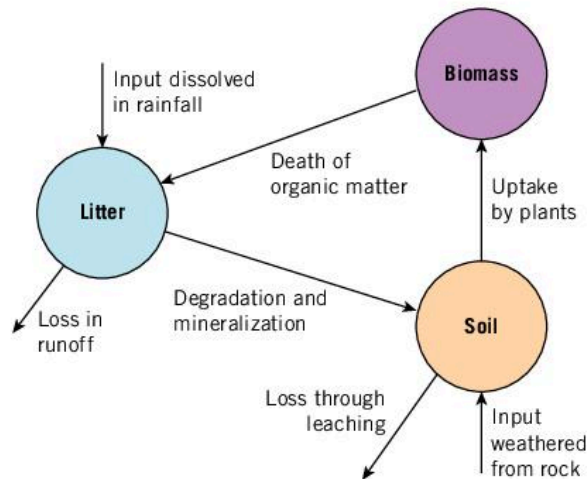 Biomass
Input dissolved
in rainfall
Death of
organic matter
Uptake
by plants
Litter
Degradation and
mineralization
Loss in
runoff
Soil
Loss through
leaching
Input
weathered
from rock